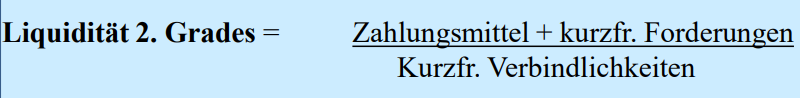 Liquidität 2. Grades = Zahlungsmittel + kurzfr. Forderungen
Kurzfr. Verbindlichkeiten